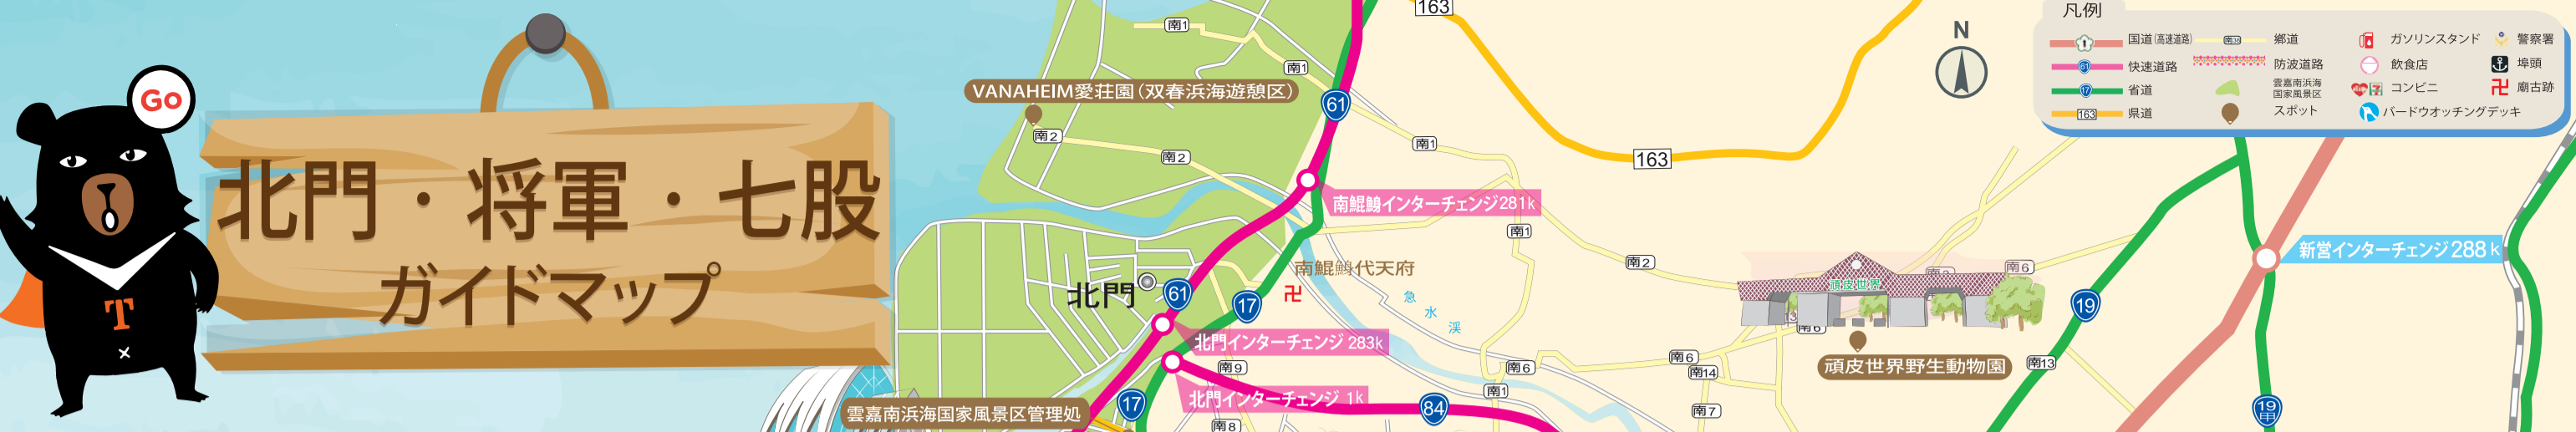 Go
北門・将軍・七股
ガイドマップ
T
凡例
国道(高速道路)
快速道路
省道
県道
163
61
17
郷道
防波道路
雲嘉南浜海
国家風景区
スポット
ガソリンスタンド
飲食店
コンビニ
バードウオッチングデッキ
警察署
埠頭
廟古跡
N
163
163
南1
南1
南1
南1
VANAHEIM愛荘園(双春浜海遊憩区)
南2
南2
61
南鯤鯓インターチェンジ281k
南2
南鯤鯓代天府
急水渓
北門
61
17
北門インターチェンジ 283k
北門インターチェンジ 1k
南9
南8
17
84
雲嘉南浜海国家風景区管理処
南6
南1
南6
南14
南7
南6
南6
頑皮世界
頑皮世界野生動物園
南13
19
新営インターチェンジ 288 k
19甲